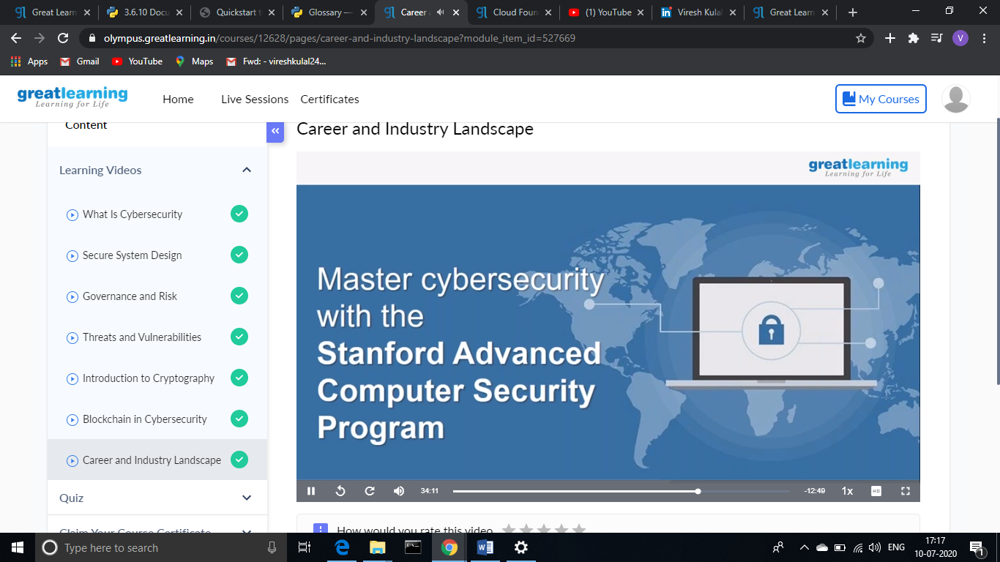 Great Learn
3.6.10 Docu
Quickstart t
Glossary —
Career
Cloud Foun
(1) YouTube
Viresh Kulal
Great Learn
olympus.greatlearning.in/courses/12628/pages/career-and-industry-landscape?module_item_id=527669
V
Apps
Gmail
YouTube
Maps
Fwd: - vireshkulal24...
greatlearning
Learning for Life
Home
Live Sessions
Certificates
My Courses
Content
Career and Industry Landscape
Learning Videos
What Is Cybersecurity
Secure System Design
Governance and Risk
Threats and Vulnerabilities
Introduction to Cryptography
Blockchain in Cybersecurity
Career and Industry Landscape
Quiz
Claim Your Course Certificate
greatlearning
Learning for Life
Master cybersecurity
with the
Stanford Advanced
Computer Security
Program
34:11
-12:49
1x
HD
How would you rate this video
Type here to search
ENG
17:17
10-07-2020
1